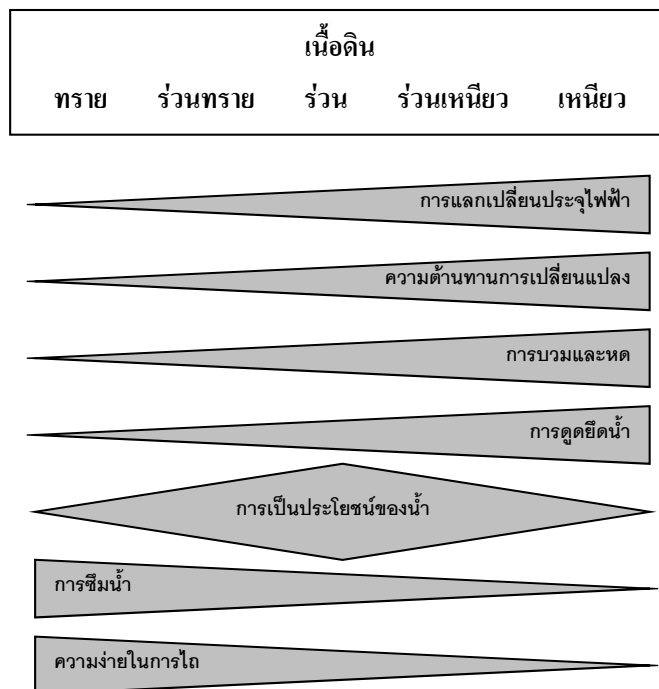 เนื้อดิน
ทราย ร่วนทราย ร่วน ร่วนเหนียว เหนียว
การแลกเปลี่ยนประจุไฟฟ้า
ความต้านทานการเปลี่ยนแปลง
การบวมและหด
การดูดยึดน้ำ
การเป็นประโยชน์ของน้ำ
การซึมน้ำ
ความง่ายในการไถ